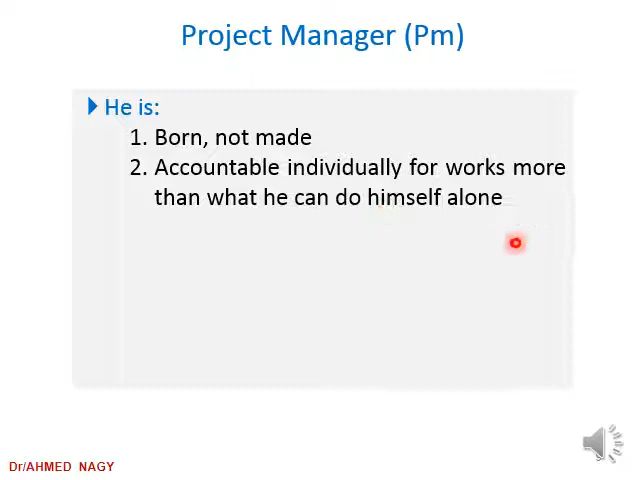 Project Manager (Pm)
He is:
1. Born, not made
2. Accountable individually for works more
than what he can do himself alone
Dr/AHMED NAGY